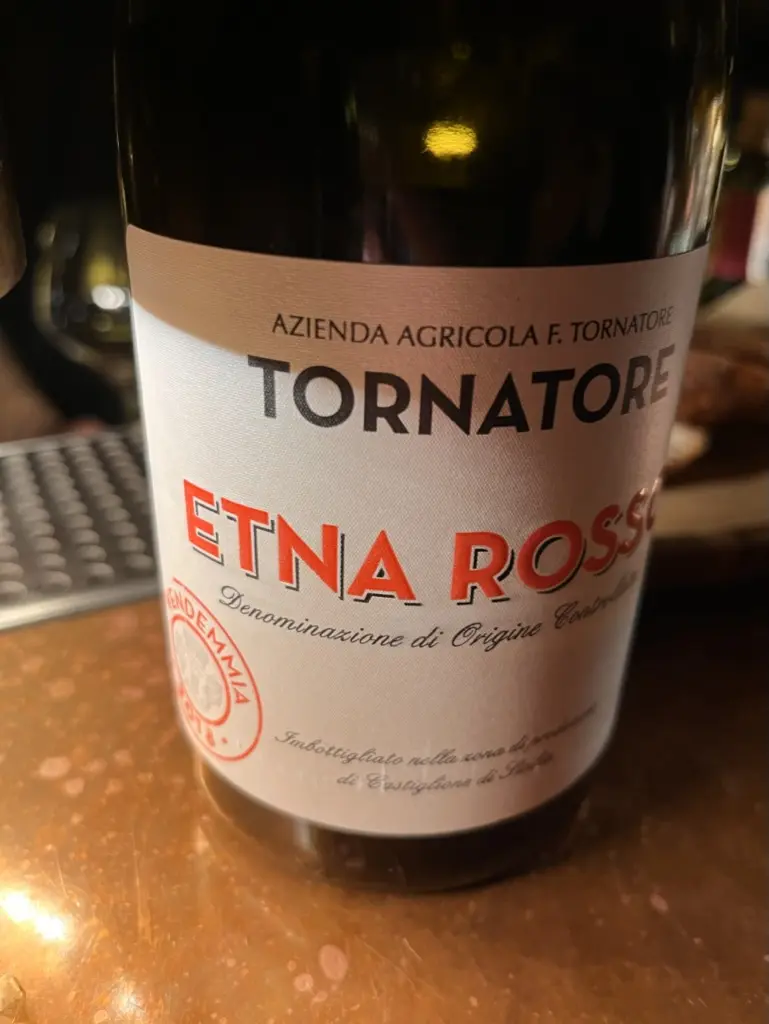 AZIENDA AGRICOLA F. TORNATORE
TORNATORE
ETNA ROSSO
Denominazione di Origine Controllata
VENDEMMIA
2018
Imbottigliato nella zona di produzione
di Castiglione di Sicilia